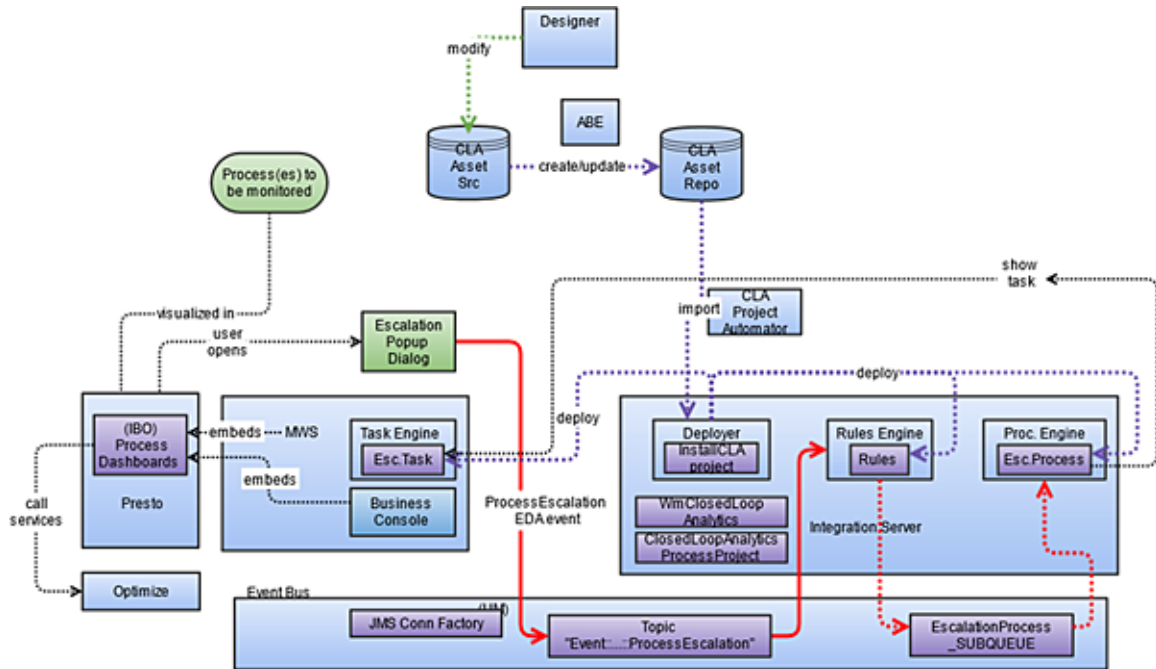 Designer
modify
ABE
CLA
Asset
Src
create/update
CLA
Asset
Repo
Process(es) to
be monitored
show
task
import
CLA
Project
Automator
visualized in
user
opens
Escalation
Popup
Dialog
deploy
deploy
(IBO)
Process
Dashboards
Presto
embeds
MWS
embeds
Task Engine
Esc.Task
Business
Console
Deployer
InstallCLA
project
Rules Engine
Rules
Proc. Engine
Esc.Process
call
services
ProcessEscalation
EDA event
WmClosedLoop
Analytics
ClosedLoopAnalytics
ProcessProject
Integration Server
Optimize
Event Bus
JMS Conn Factory
Topic
"Event::...::ProcessEscalation"
EscalationProcess
_SUBQUEUE